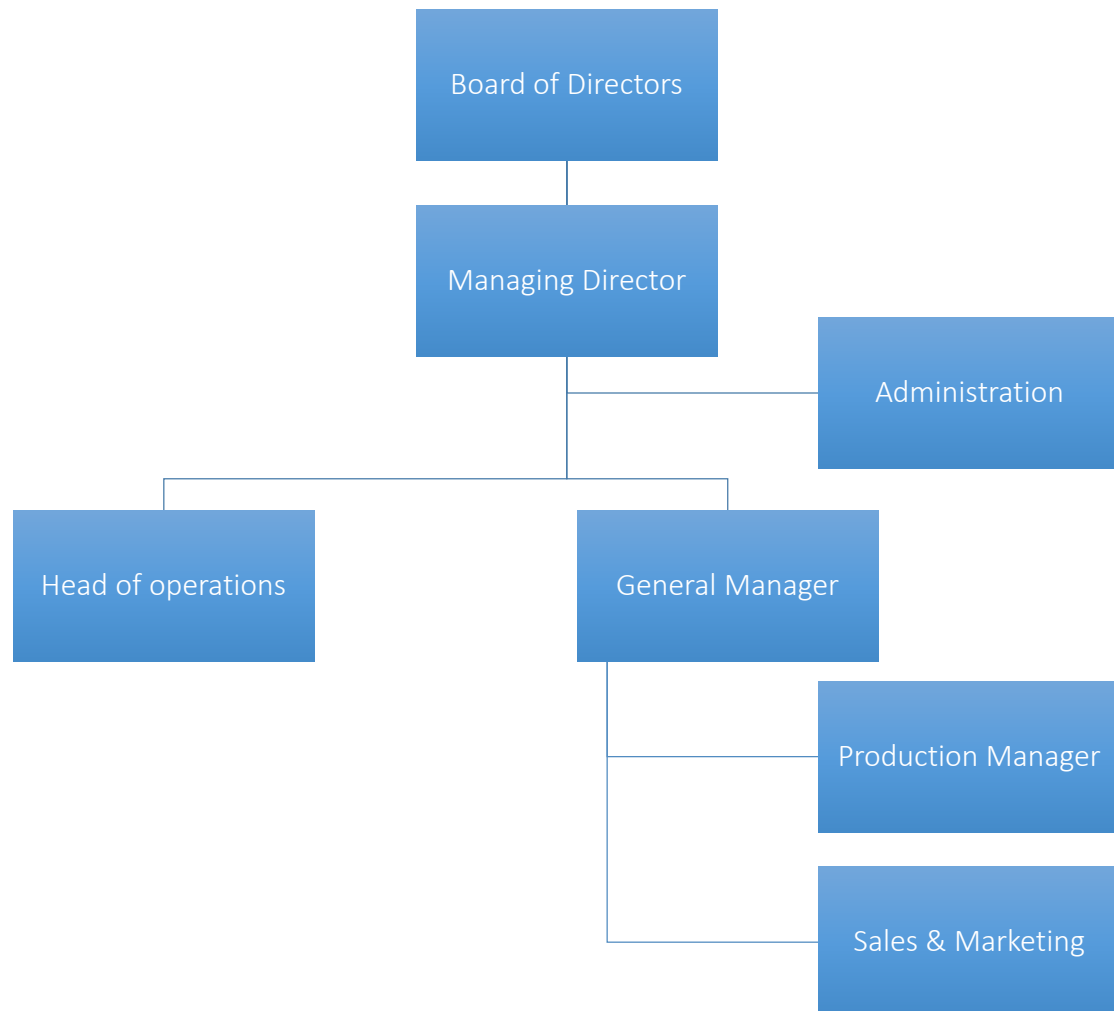 Board of Directors
Managing Director
Administration
Head of operations
General Manager
Production Manager
Sales & Marketing